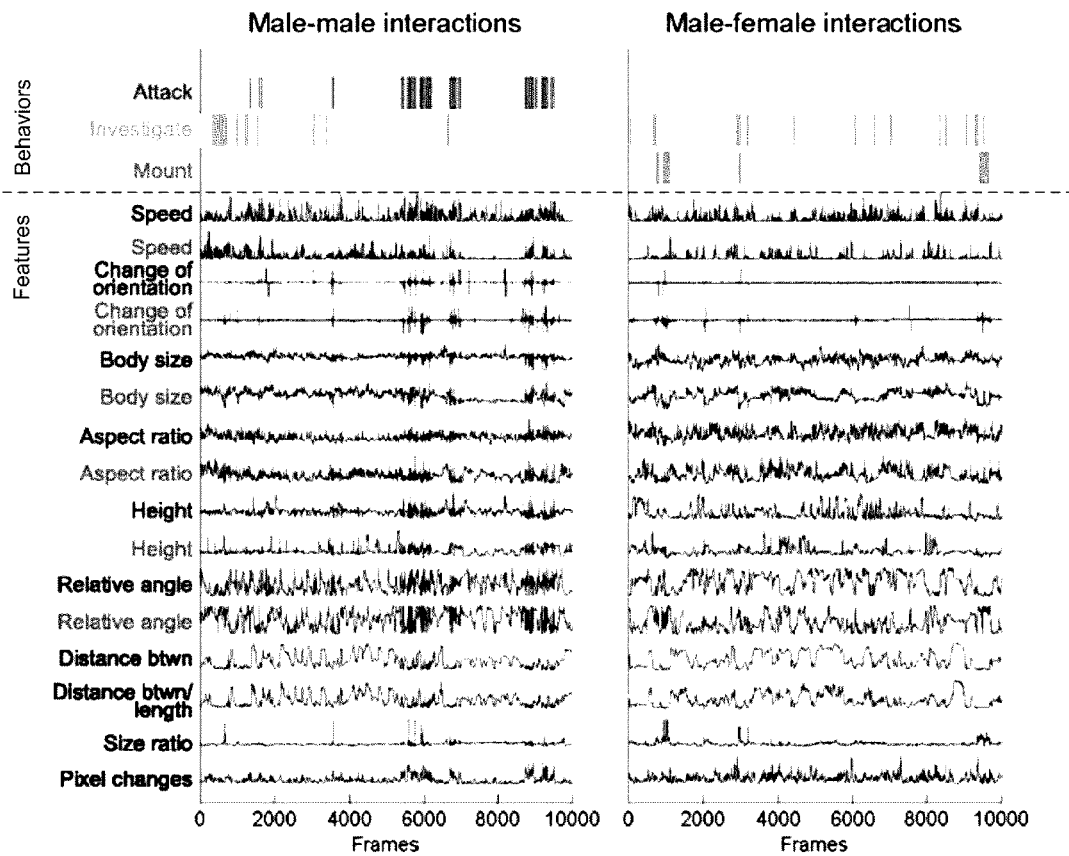 Male-male interactions
Male-female interactions
Behaviors
Attack
Investigate
Mount
Features
Speed
Speed
Change of
orientation
Change of
orientation
Body size
Body size
Aspect ratio
Aspect ratio
Height
Height
Relative angle
Relative angle
Distance btwn
Distance btwn/
length
Size ratio
Pixel changes
0 2000 4000 6000 8000 10000
0 2000 4000 6000 8000 10000
Frames
Frames